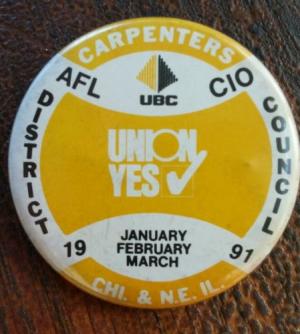 CARPENTERS
AFL CIO
UBC
DISTRICT COUNCIL
UNION
YES
19 91
JANUARY
FEBRUARY
MARCH
CHI. & N.E. IL.